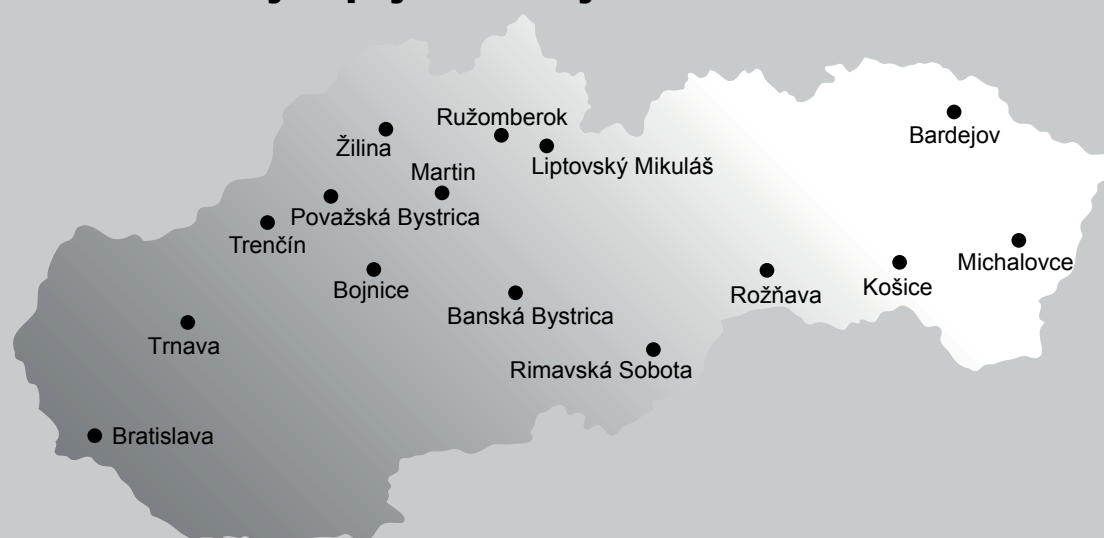 Ružomberok
Bardejov
Žilina
Liptovský Mikuláš
Martin
Považská Bystrica
Trenčín
Michalovce
Bojnice
Košice
Rožňava
Banská Bystrica
Trnava
Rimavská Sobota
Bratislava